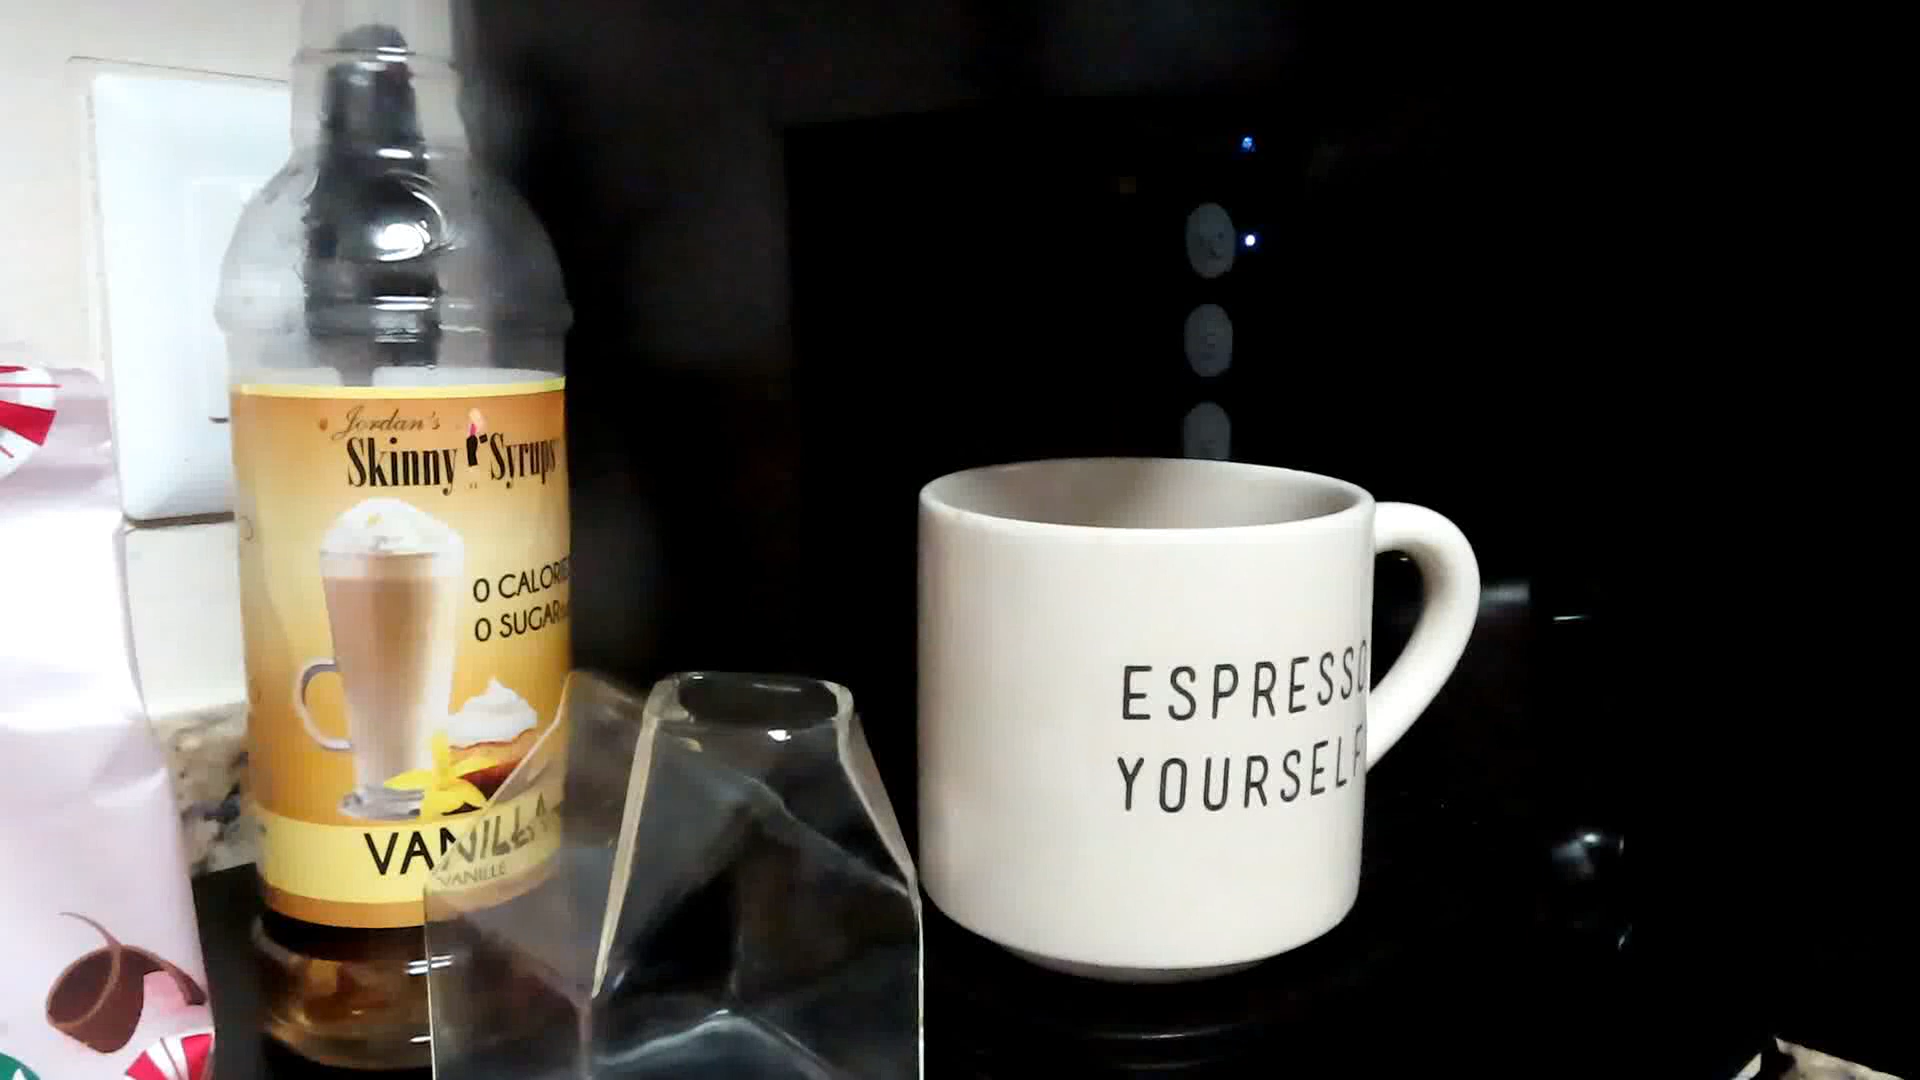 Jordan's
Skinny Syrups
0 CALORIE
0 SUGAR
VANILLA
VANILLE
ESPRESSO
YOURSELF